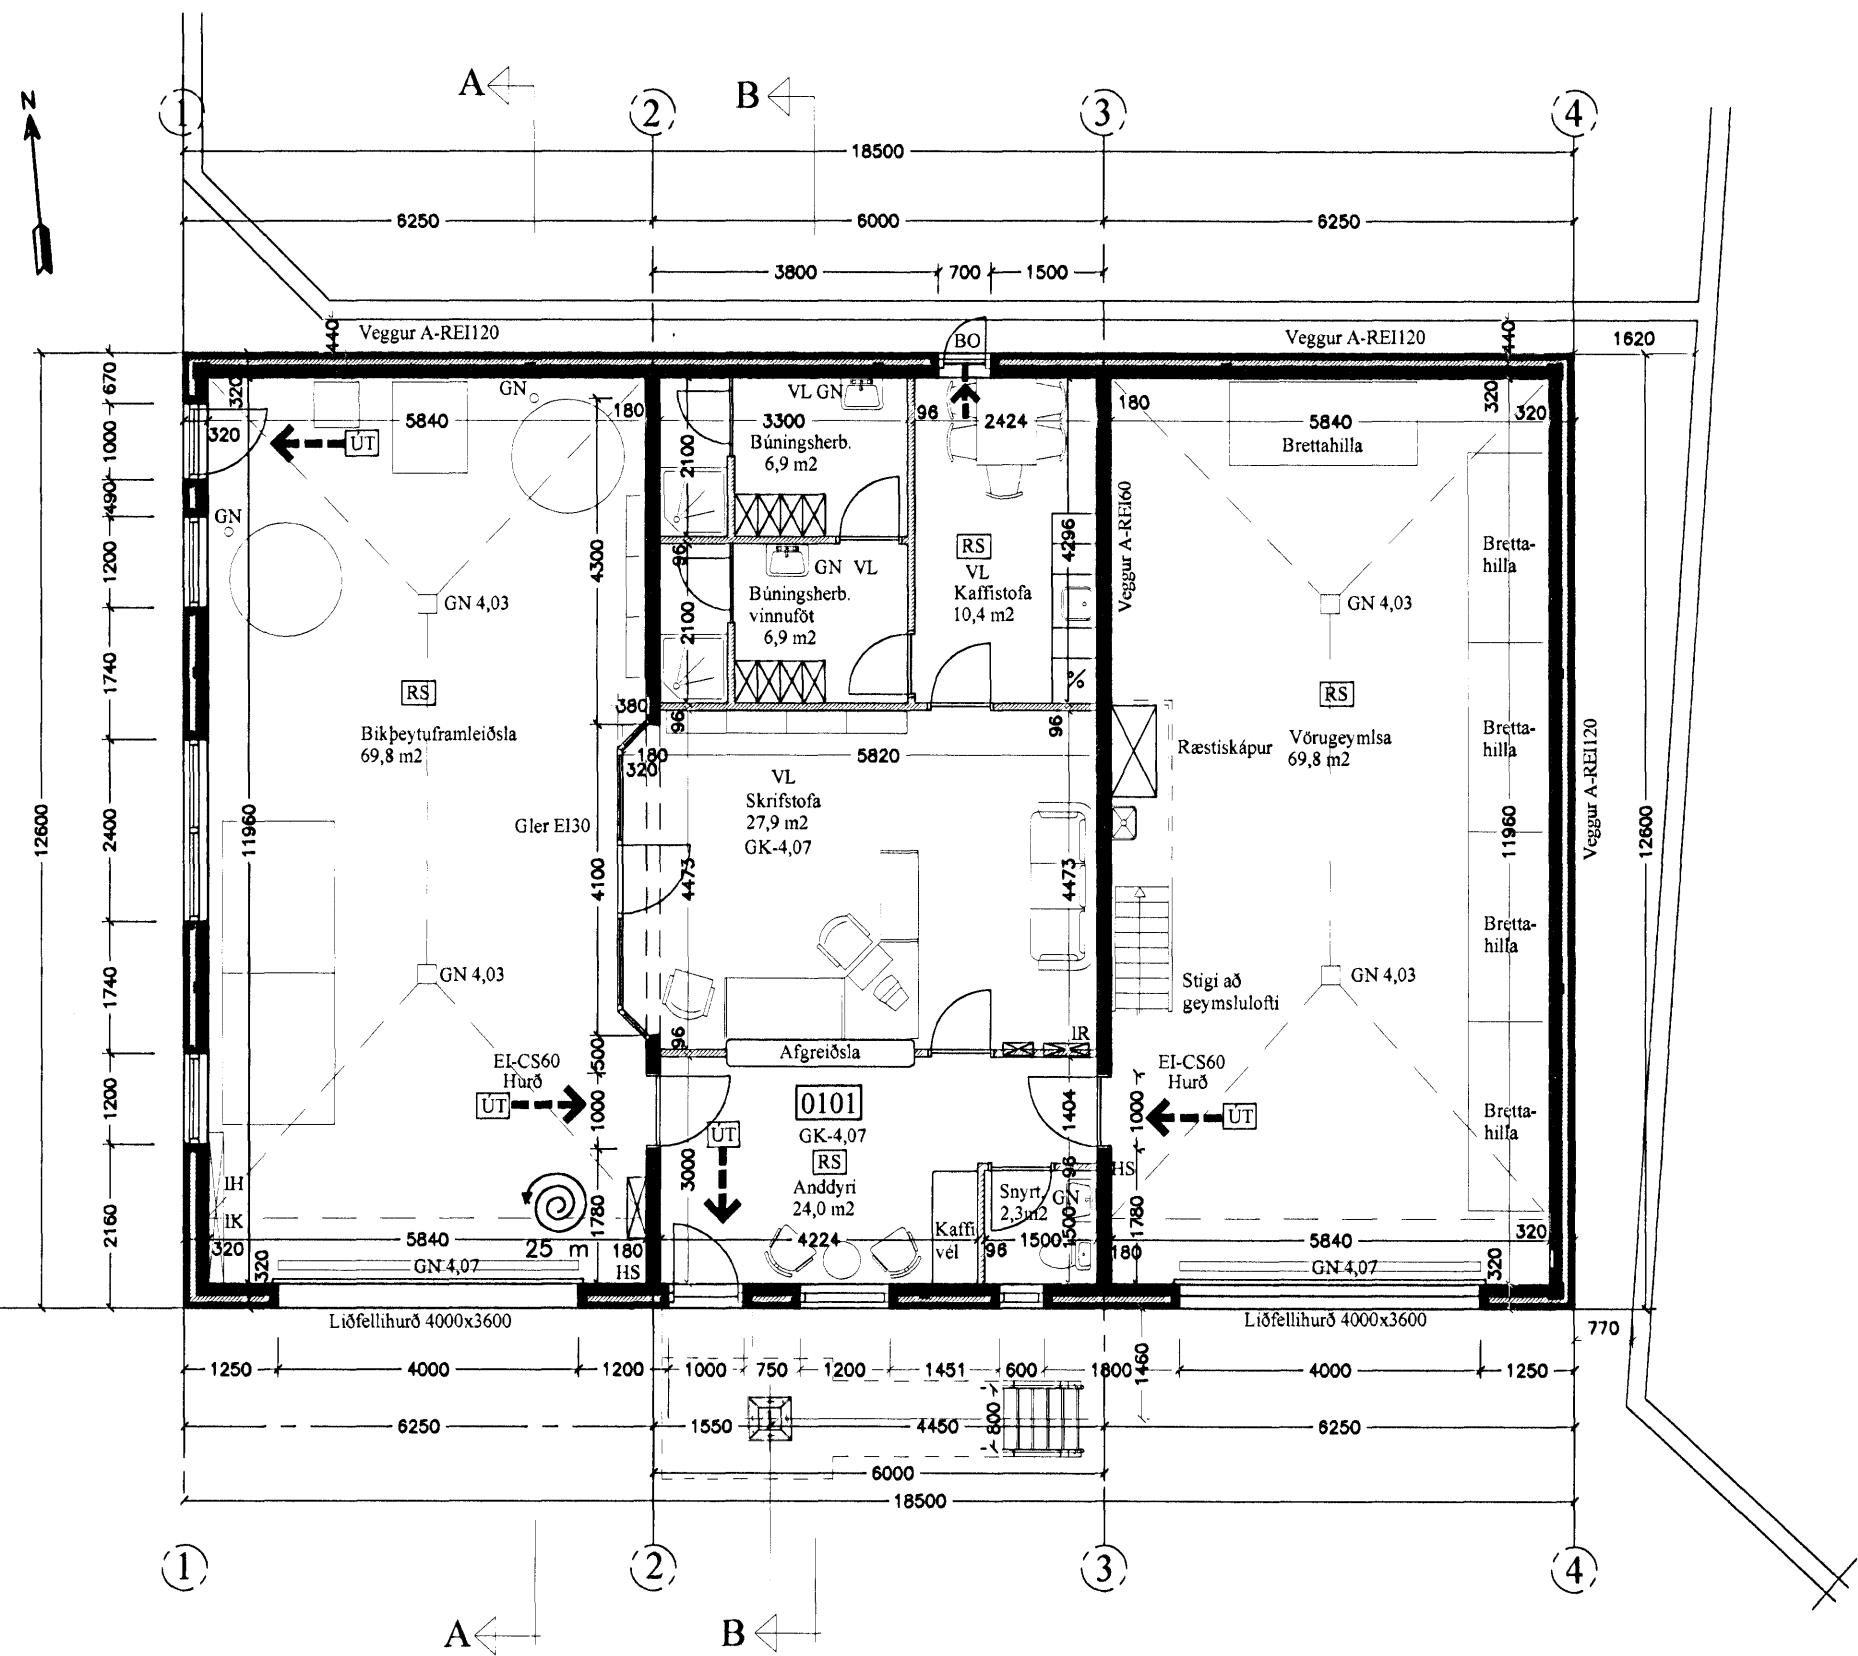 N
A
B
1
2
3
4
18500
6250
6000
6250
3800
700
1500
440
Veggur A-REI120
BO
Veggur A-REI120
440
1620
670
320
GN
180
5840
320
ÚT
VL GN
3300
Búningsherb.
6,9 m2
2100
96
2424
180
5840
Brettahilla
320
320
1000
490
GN
1200
4300
96
GN VL
Búningsherb.
vinnuföt
6,9 m2
2100
RS
VL
Kaffistofa
10,4 m2
4296
Veggur A-REI60
Bretta-
hilla
GN 4,03
GN 4,03
1740
RS
RS
%
380
96
96
Bikþeytuframleiðsla
69,8 m2
180
320
5820
Ræstiskápur
Vörugeymlsa
69,8 m2
Bretta-
hilla
Veggur A-REI120
VL
Skrifstofa
27,9 m2
GK-4,07
12600
2400
11960
Gler EI30
4100
4473
4473
11960
12600
Bretta-
hilla
1740
GN 4,03
GN 4,03
Stigi að
geymslulofti
96
1R
Afgreiðsla
500
EI-CS60
Hurð
EI-CS60
Hurð
ÚT
1000
0101
GK-4,07
1404
1000
ÚT
Bretta-
hilla
1200
ÚT
RS
Anddyri
24,0 m2
3000
96
HS
Snyrt.
2,3m2
GN
1H
1K
1780
2160
Kaffi
vél
1500
1780
320
5840
25 m
180
HS
4224
96
1500
180
5840
320
320
GN 4,07
GN 4,07
320
Liðfellihurð 4000x3600
Liðfellihurð 4000x3600
770
1250
4000
1200
1000
750
1200
1451
600
1800
1460
4000
1250
800
6250
1550
4450
6250
6000
18500
1
2
3
4
A
B